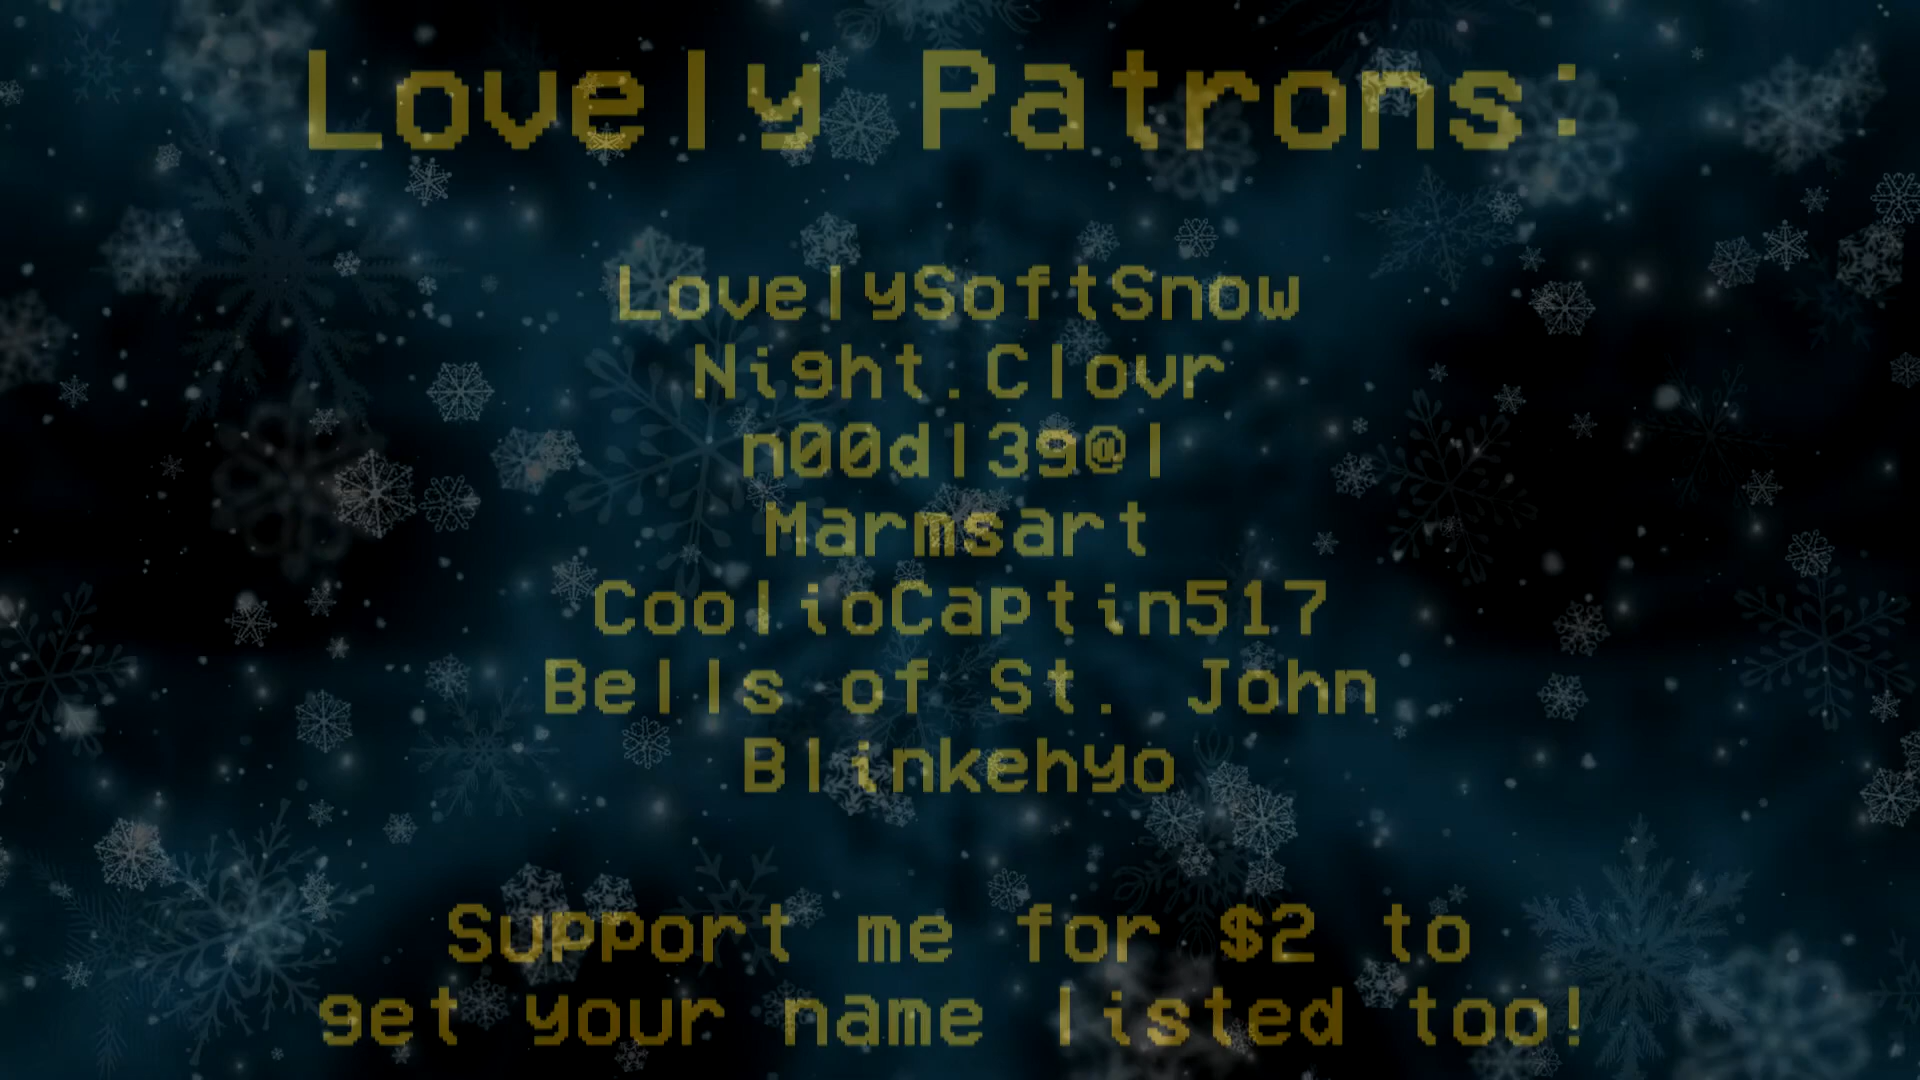 Lovely Patrons:
LovelySoftSnow
Night.Clovr
n00dl39@l
Marmsart
CoolioCaptin517
Bells of St. John
Blinkehyo
Support me for $2 to
get your name listed too!